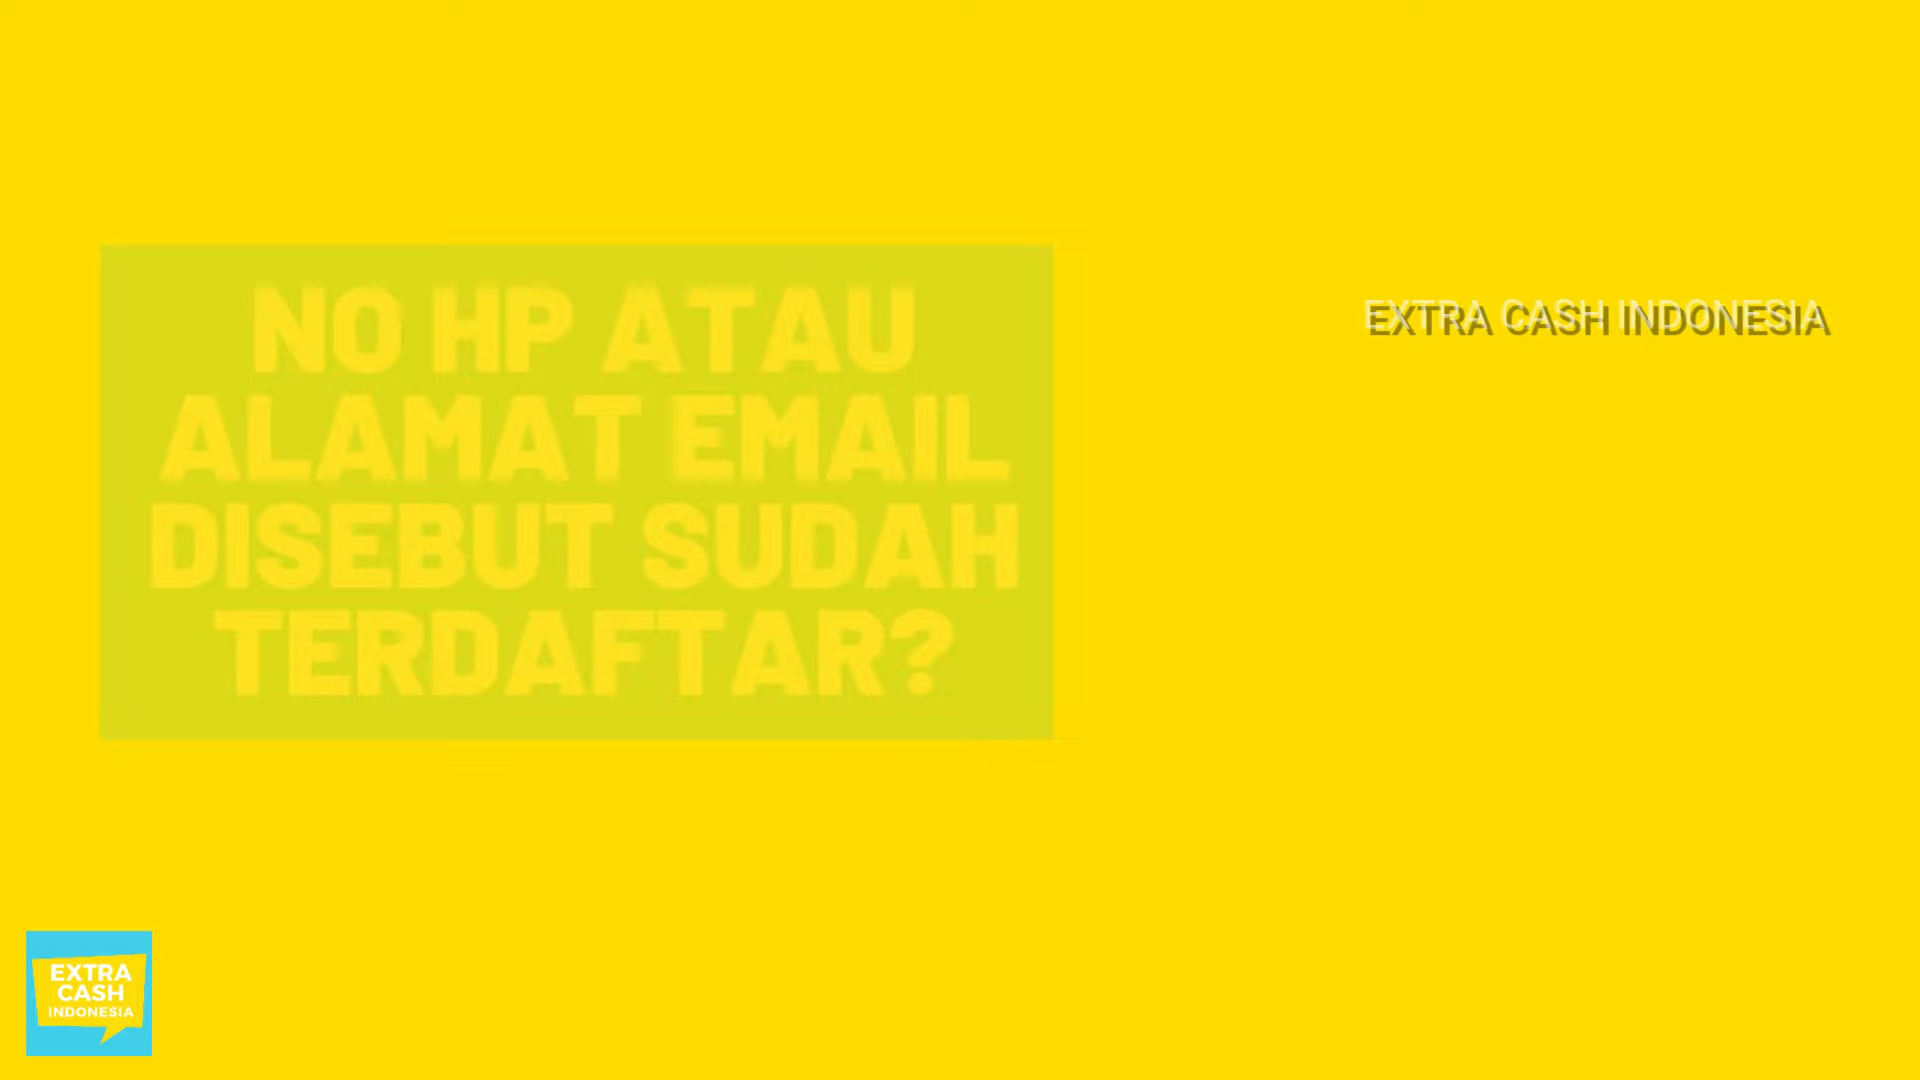 NO HP ATAU
ALAMAT EMAIL
DISEBUT SUDAH
TERDAFTAR?
EXTRA CASH INDONESIA
EXTRA
CASH
INDONESIA